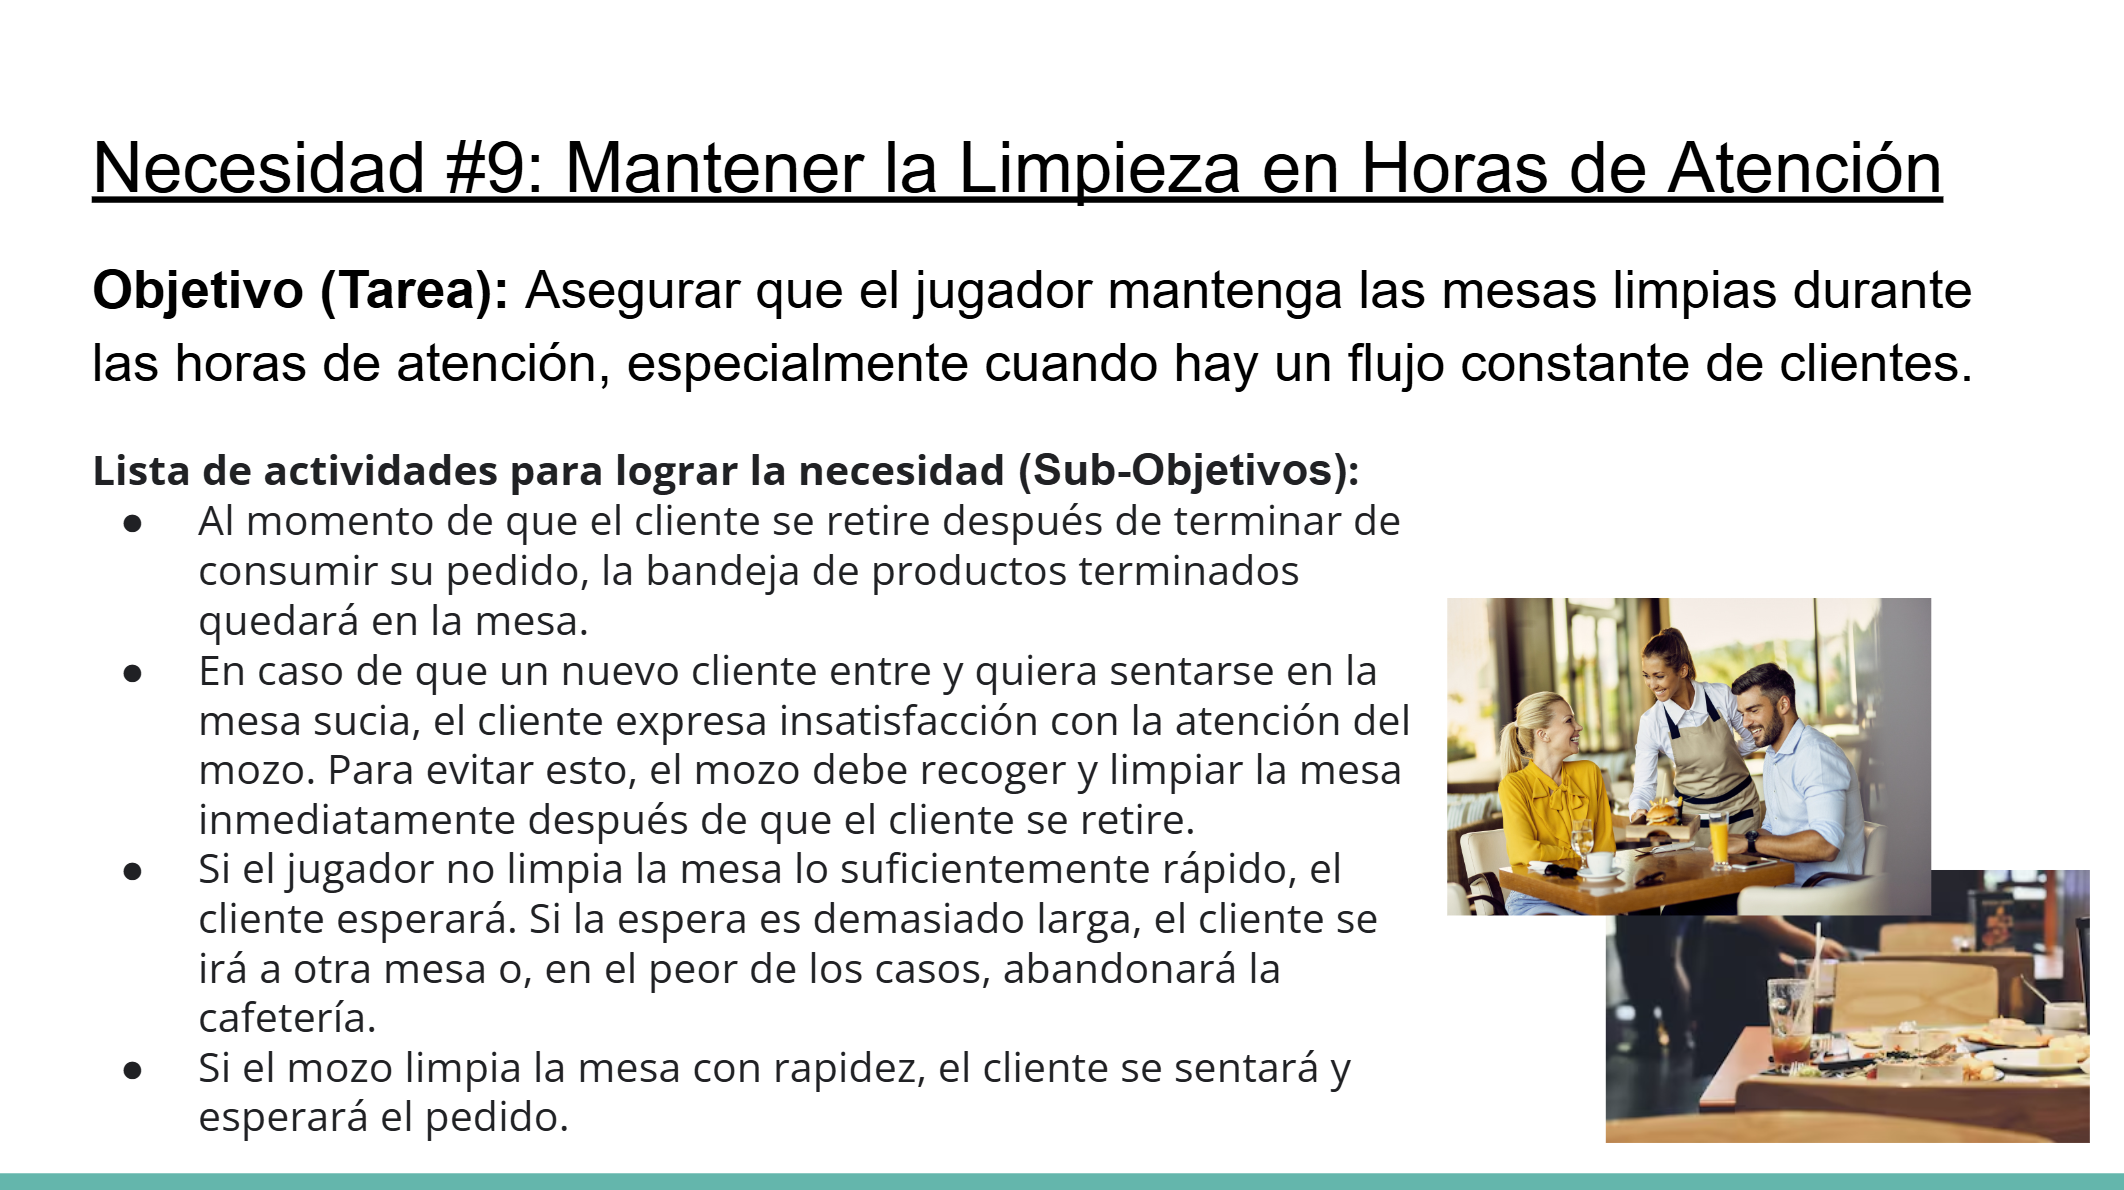 Necesidad #9: Mantener la Limpieza en Horas de Atención
Objetivo (Tarea): Asegurar que el jugador mantenga las mesas limpias durante
las horas de atención, especialmente cuando hay un flujo constante de clientes.
Lista de actividades para lograr la necesidad (Sub-Objetivos):
● Al momento de que el cliente se retire después de terminar de
consumir su pedido, la bandeja de productos terminados
quedará en la mesa.
● En caso de que un nuevo cliente entre y quiera sentarse en la
mesa sucia, el cliente expresa insatisfacción con la atención del
mozo. Para evitar esto, el mozo debe recoger y limpiar la mesa
inmediatamente después de que el cliente se retire.
● Si el jugador no limpia la mesa lo suficientemente rápido, el
cliente esperará. Si la espera es demasiado larga, el cliente se
irá a otra mesa o, en el peor de los casos, abandonará la
cafetería.
● Si el mozo limpia la mesa con rapidez, el cliente se sentará y
esperará el pedido.